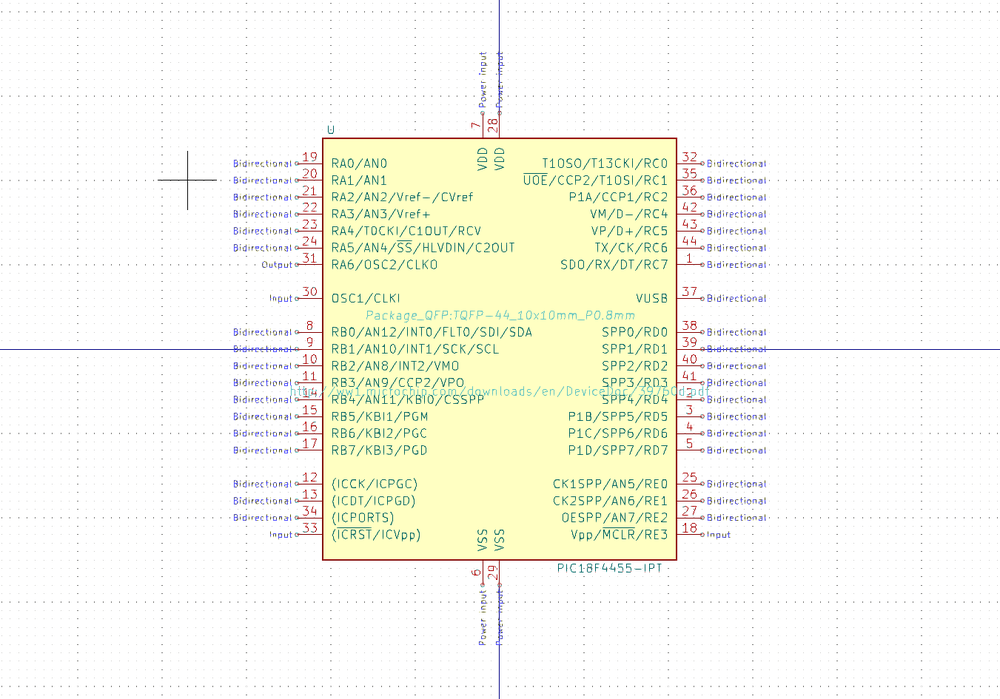 Power input Power input
7 28
U
VDD VDD
Bidirectional 19 RA0/AN0 T1OSO/T13CKI/RC0 32 Bidirectional
Bidirectional 20 RA1/AN1 UOE/CCP2/T1OSI/RC1 35 Bidirectional
Bidirectional 21 RA2/AN2/Vref-/CVref P1A/CCP1/RC2 36 Bidirectional
Bidirectional 22 RA3/AN3/Vref+ VM/D-/RC4 42 Bidirectional
Bidirectional 23 RA4/T0CKI/C1OUT/RCV VP/D+/RC5 43 Bidirectional
Bidirectional 24 RA5/AN4/SS/HLVDIN/C2OUT TX/CK/RC6 44 Bidirectional
Output 31 RA6/OSC2/CLKO SDO/RX/DT/RC7 1 Bidirectional
Input 30 OSC1/CLKI VUSB 37 Bidirectional
Package_QFP:TQFP-44_10x10mm_P0.8mm
Bidirectional 8 RB0/AN12/INT0/FLT0/SDI/SDA SPP0/RD0 38 Bidirectional
Bidirectional 9 RB1/AN10/INT1/SCK/SCL SPP1/RD1 39 Bidirectional
Bidirectional 10 RB2/AN8/INT2/VMO SPP2/RD2 40 Bidirectional
Bidirectional 11 RB3/AN9/CCP2/VPO SPP3/RD3 41 Bidirectional
http://ww1.microchip.com/downloads/en/DeviceDoc/39760d.pdf
Bidirectional 14 RB4/AN11/KBI0/CSSPP SPP4/RD4 2 Bidirectional
Bidirectional 15 RB5/KBI1/PGM P1B/SPP5/RD5 3 Bidirectional
Bidirectional 16 RB6/KBI2/PGC P1C/SPP6/RD6 4 Bidirectional
Bidirectional 17 RB7/KBI3/PGD P1D/SPP7/RD7 5 Bidirectional
Bidirectional 12 (ICCK/ICPGC) CK1SPP/AN5/RE0 25 Bidirectional
Bidirectional 13 (ICDT/ICPGD) CK2SPP/AN6/RE1 26 Bidirectional
Bidirectional 34 (ICPORTS) OESPP/AN7/RE2 27 Bidirectional
Input 33 (ICRST/ICVpp) Vpp/MCLR/RE3 18 Input
VSS VSS
PIC18F4455-IPT
6 29
Power input Power input